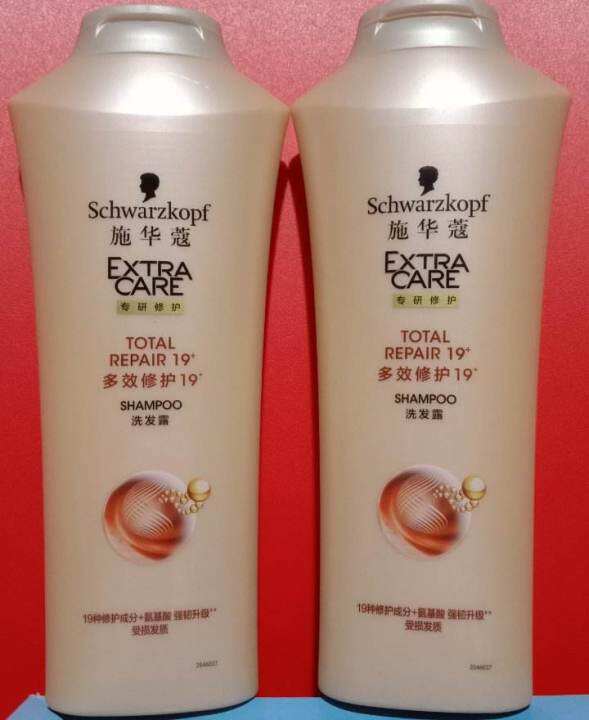 Schwarzkopf
施华蔻
EXTRA
CARE
专研修护
TOTAL
REPAIR 19+
多效修护19+
SHAMPOO
洗发露
19种修护成分+氨基酸 强韧升级**
受损发质
Schwarzkopf
施华蔻
EXTRA
CARE
专研修护
TOTAL
REPAIR 19+
多效修护19+
SHAMPOO
洗发露
19种修护成分+氨基酸 强韧升级**
受损发质